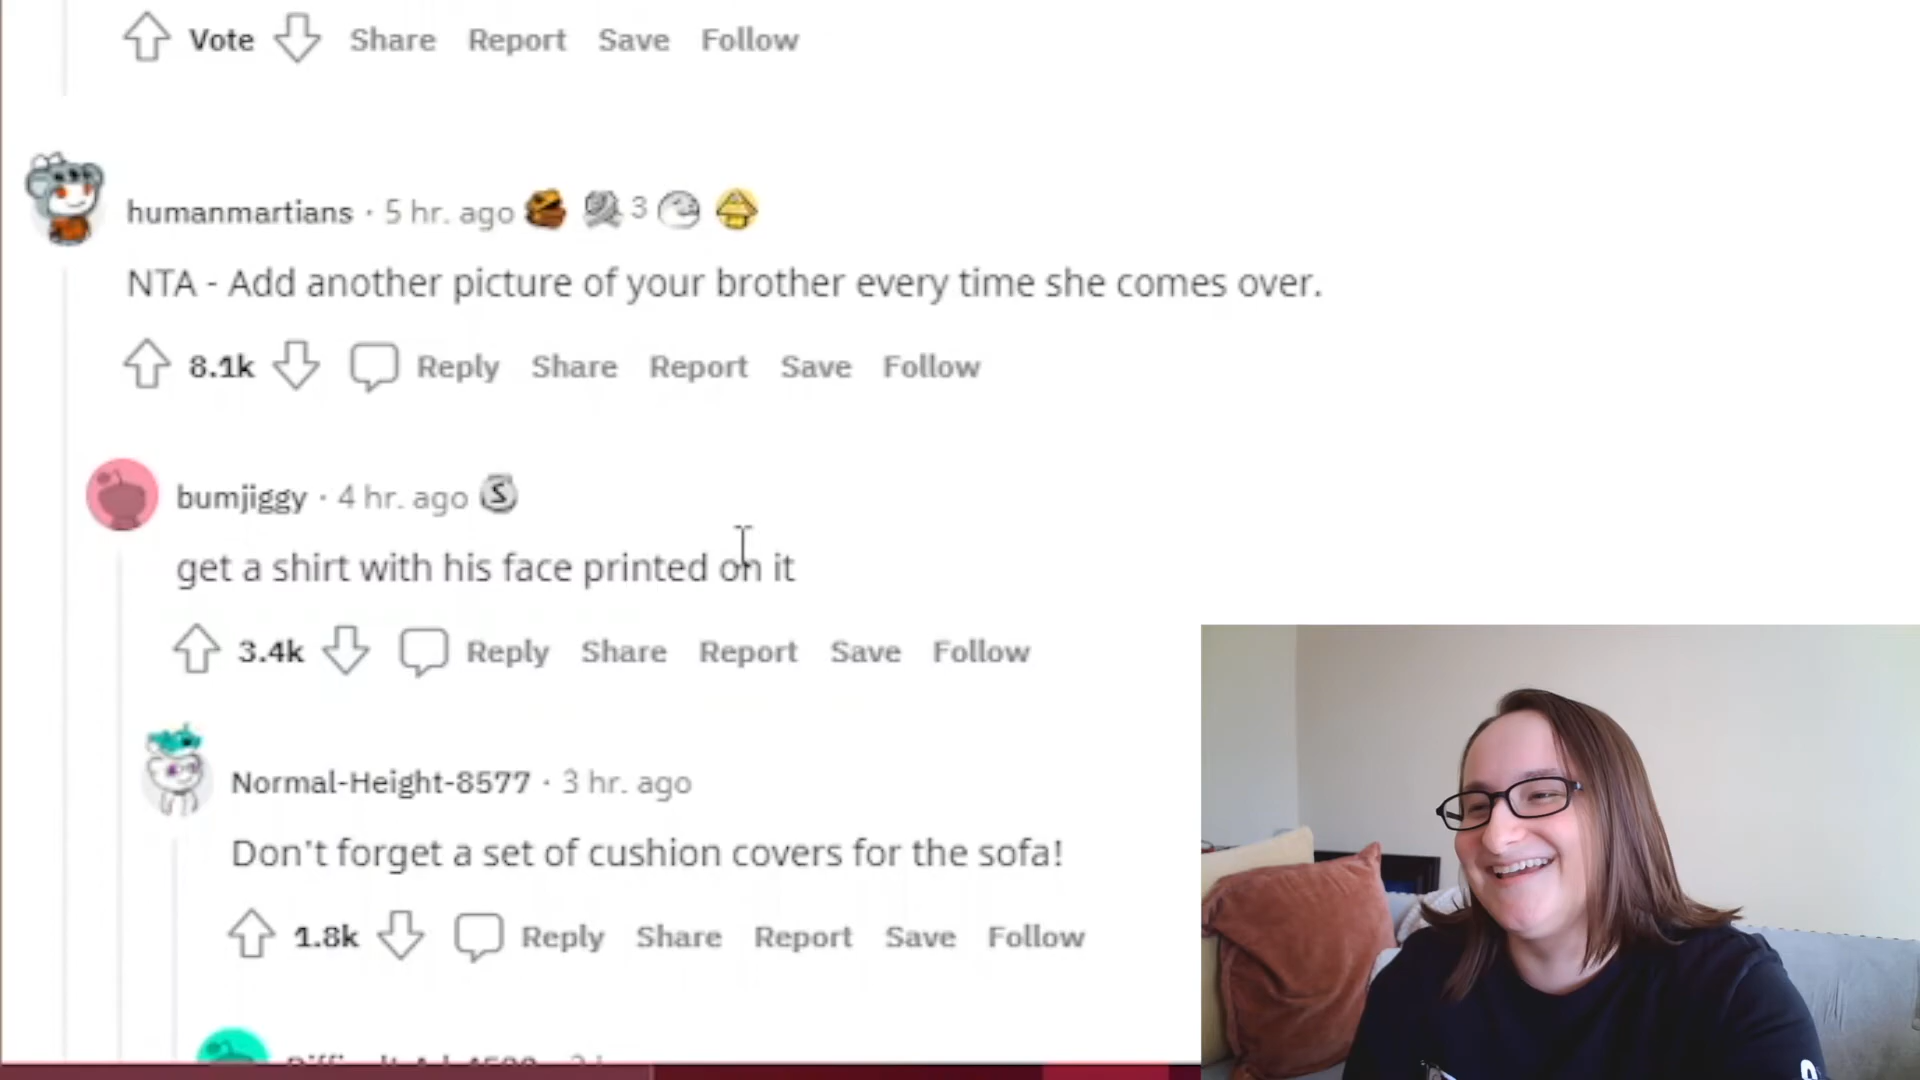 Vote Share Report Save Follow
humanmartians · 5 hr. ago 3
NTA - Add another picture of your brother every time she comes over.
8.1k Reply Share Report Save Follow
bumjiggy · 4 hr. ago S
get a shirt with his face printed on it
3.4k Reply Share Report Save Follow
Normal-Height-8577 · 3 hr. ago
Don't forget a set of cushion covers for the sofa!
1.8k Reply Share Report Save Follow